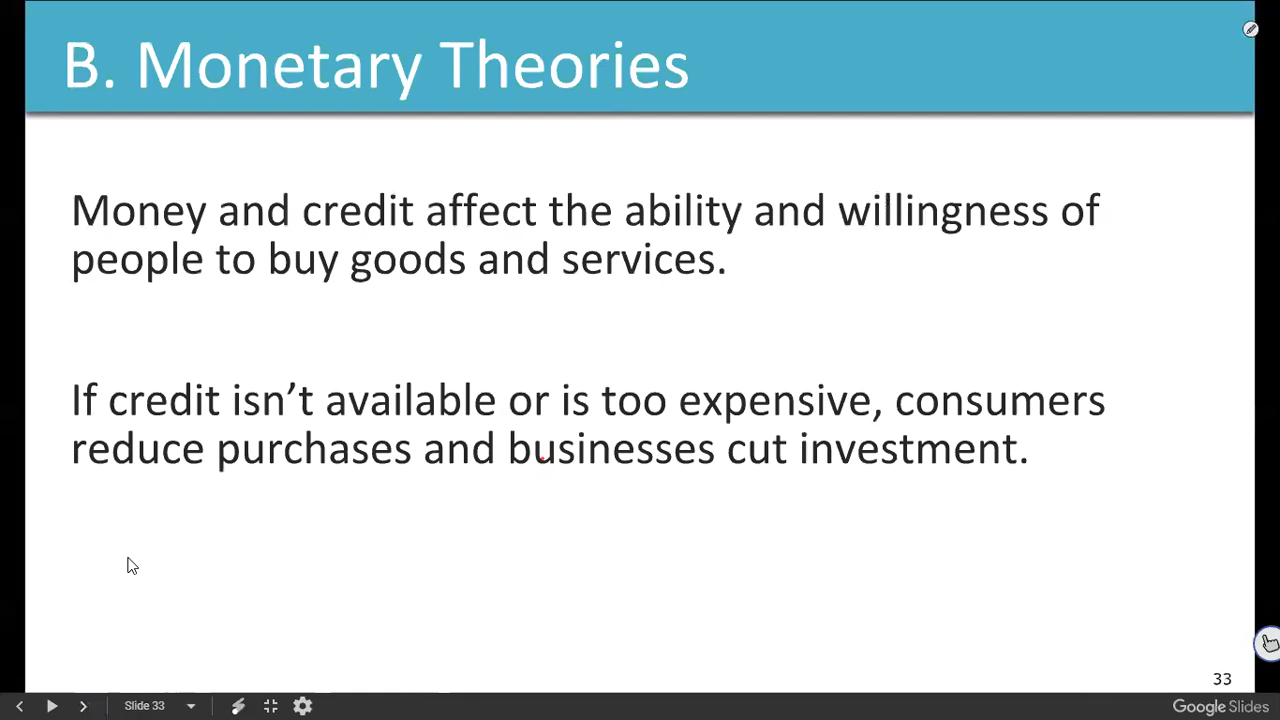 B. Monetary Theories
Money and credit affect the ability and willingness of
people to buy goods and services.
If credit isn't available or is too expensive, consumers
reduce purchases and businesses cut investment.
33
Slide 33
Google Slides